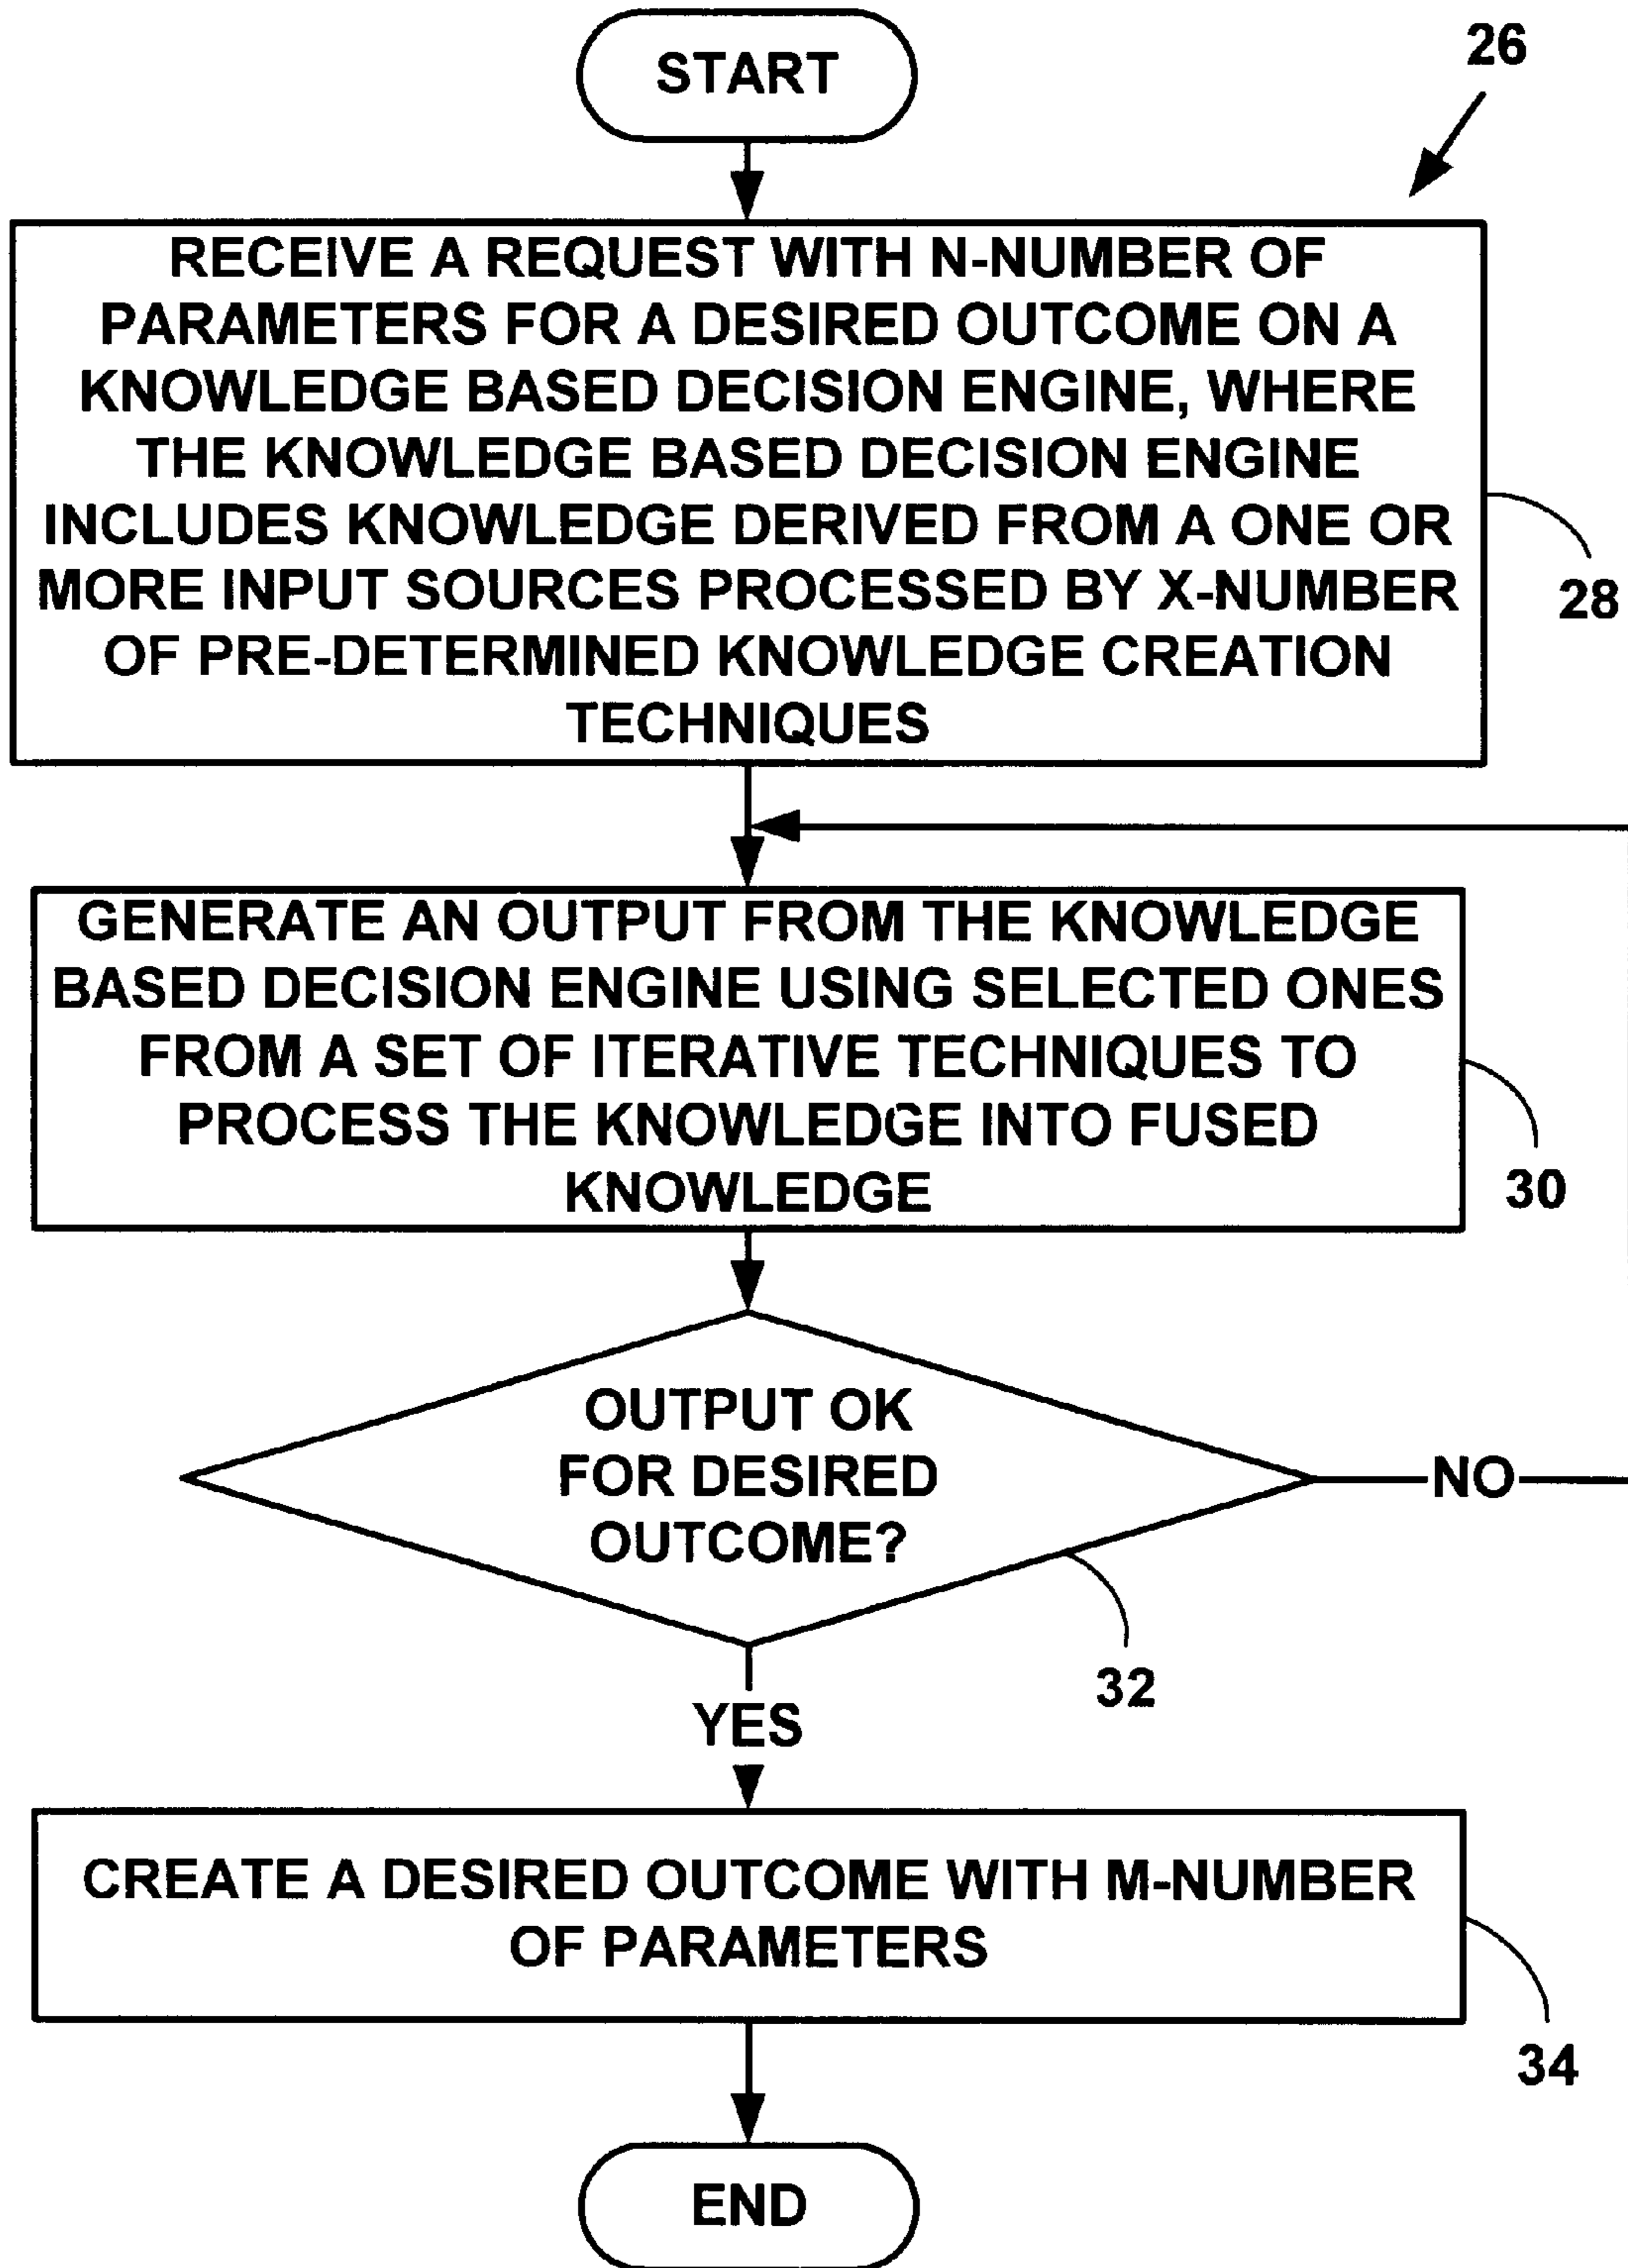 START
26
RECEIVE A REQUEST WITH N-NUMBER OF
PARAMETERS FOR A DESIRED OUTCOME ON A
KNOWLEDGE BASED DECISION ENGINE, WHERE
THE KNOWLEDGE BASED DECISION ENGINE
INCLUDES KNOWLEDGE DERIVED FROM A ONE OR
MORE INPUT SOURCES PROCESSED BY X-NUMBER
OF PRE-DETERMINED KNOWLEDGE CREATION
TECHNIQUES
28
GENERATE AN OUTPUT FROM THE KNOWLEDGE
BASED DECISION ENGINE USING SELECTED ONES
FROM A SET OF ITERATIVE TECHNIQUES TO
PROCESS THE KNOWLEDGE INTO FUSED
KNOWLEDGE
30
OUTPUT OK
FOR DESIRED
OUTCOME?
NO
32
YES
CREATE A DESIRED OUTCOME WITH M-NUMBER
OF PARAMETERS
34
END